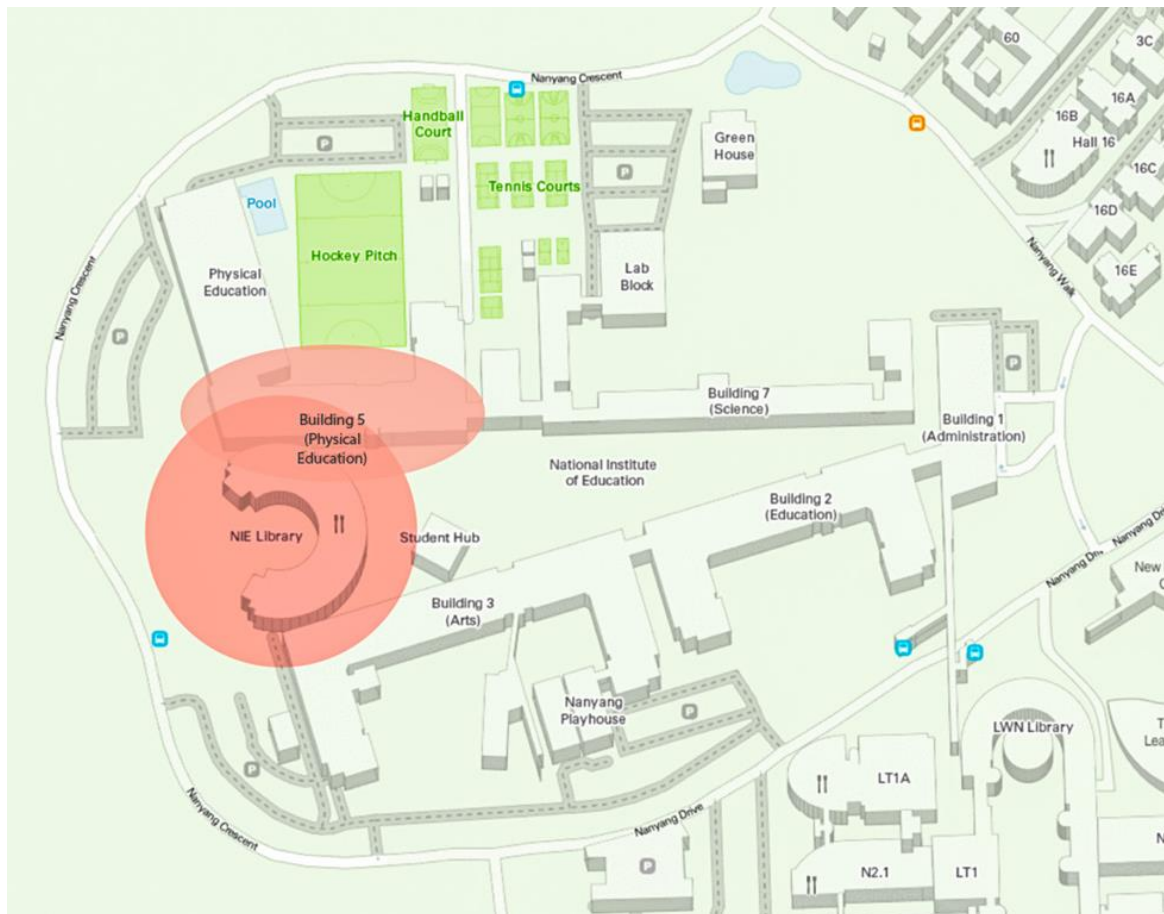 Nanyang Crescent
60
3C
16A
16B
Hall 16
16C
16D
16E
Handball
Court
P
Green
House
P
Tennis Courts
Pool
Hockey Pitch
Physical
Education
Lab
Block
Nanyang Crescent
Nanyang Walk
P
P
Building 7
(Science)
Building 1
(Administration)
Building 5
(Physical
Education)
National Institute
of Education
Building 2
(Education)
NIE Library
Student Hub
Nanyang Drive
New
Building 3
(Arts)
Nanyang
Playhouse
P
LWN Library
P
LT1A
Nanyang Crescent
Nanyang Drive
P
N2.1
LT1